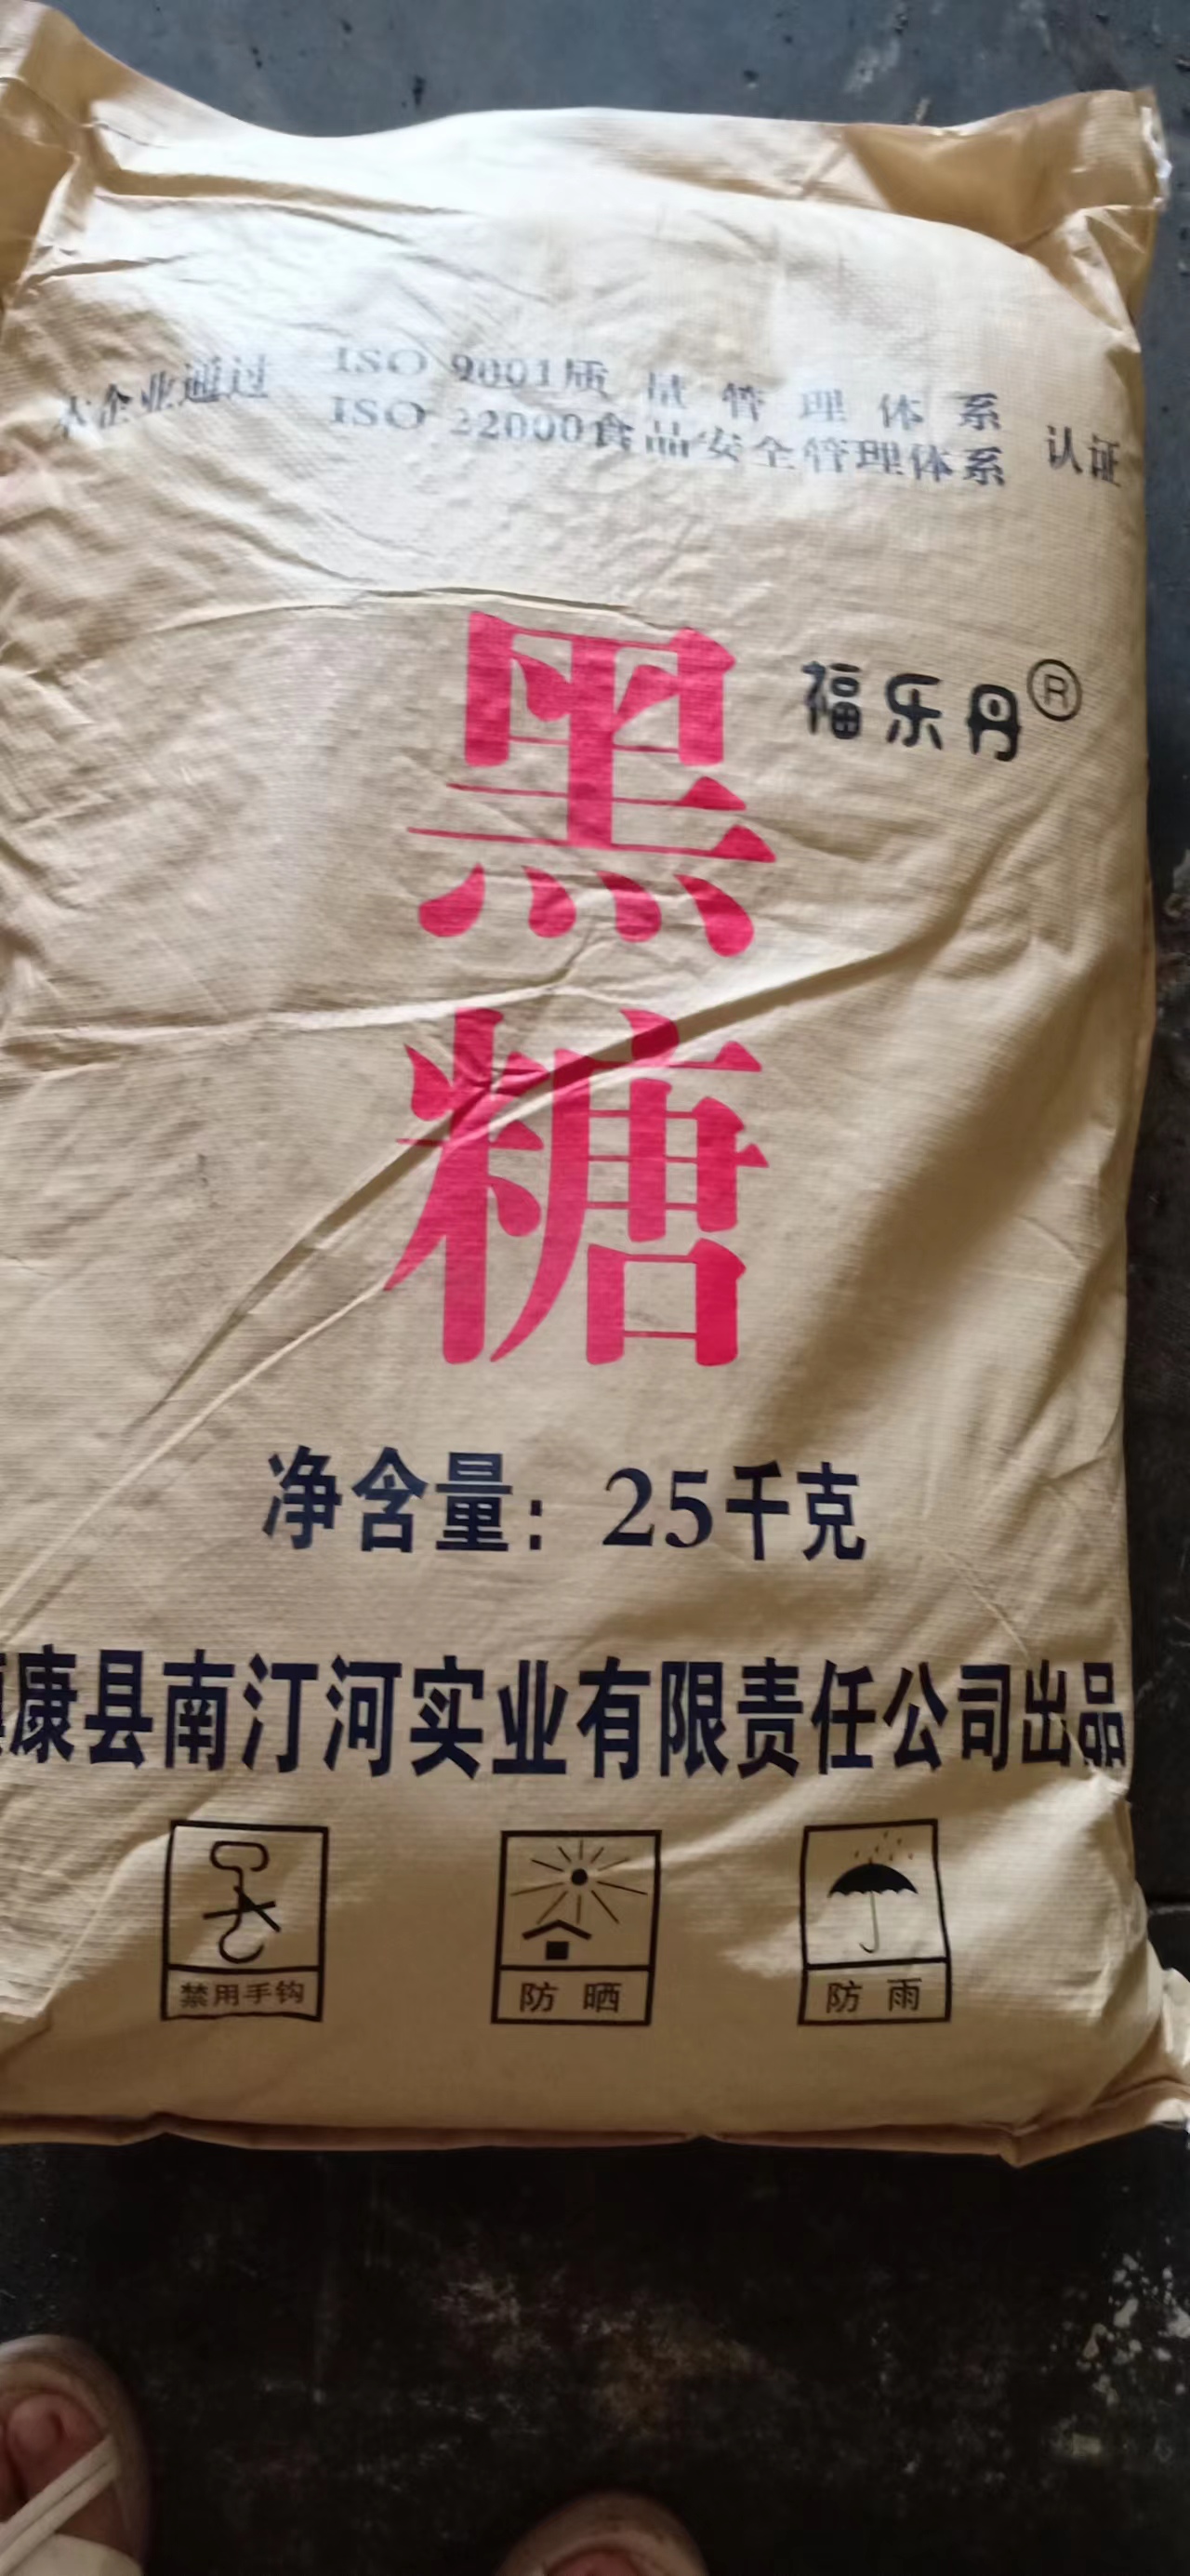 本企业通过
ISO 9001质量管理体系
ISO 22000食品安全管理体系
认证
福乐丹®
黑糖
净含量：25千克
康县南汀河实业有限责任公司出品
禁用手钩
防晒
防雨